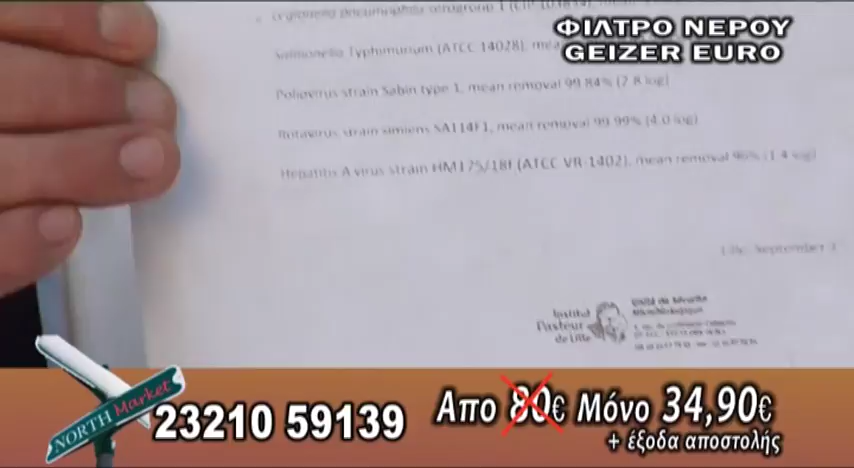 ΦΙΛΤΡΟ ΝΕΡΟΥ
GEIZER EURO
Salmonella Typhimurium (ATCC 14028), mea
Poliovirus strain Sabin type 1, mean removal 99.84% (2.8 log)
Rotavirus strain simiens SA114F1, mean removal 99.99% (4.0 log)
Hepatitis A virus strain HM175/18f (ATCC VR-1402), mean removal 96% (1.4 log)
September
Institut
Pasteur
de Lille
NORTH Market
23210 59139
Απο 80€ Μόνο 34,90€
+ έξοδα αποστολής